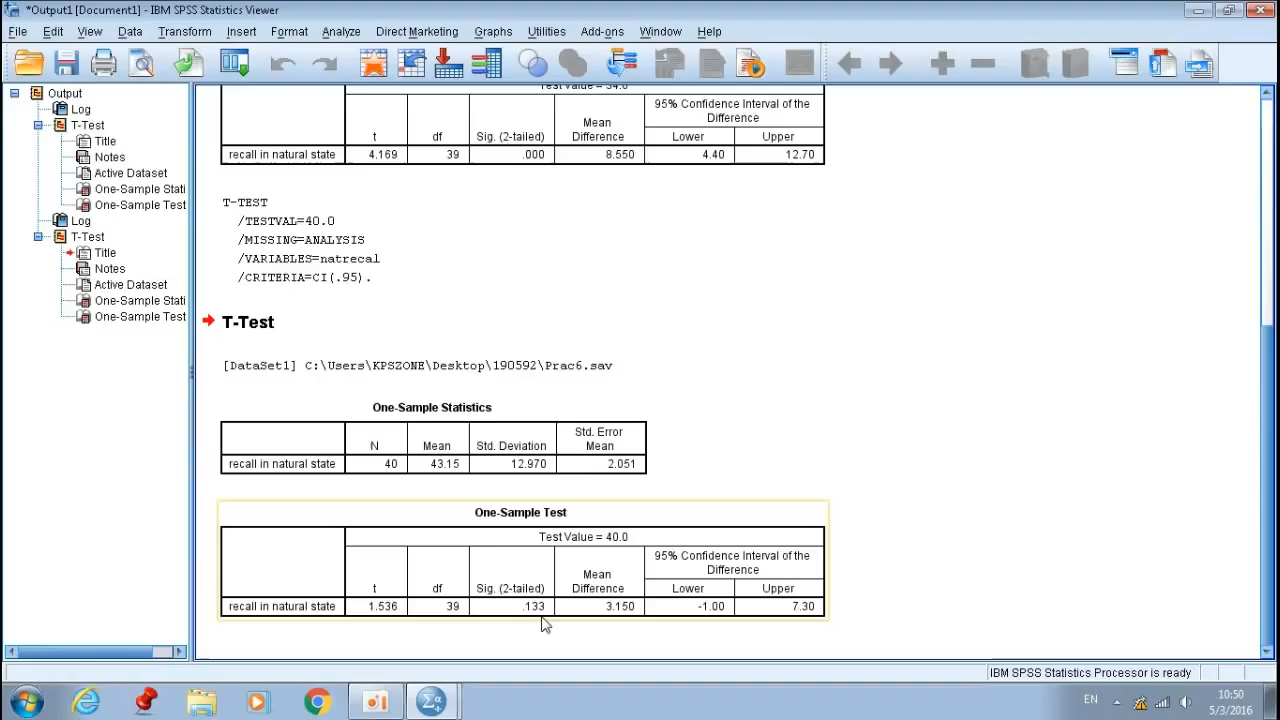 *Output1 [Document1] - IBM SPSS Statistics Viewer
File Edit View Data Transform Insert Format Analyze Direct Marketing Graphs Utilities Add-ons Window Help
Output
Log
T-Test
Title
Notes
Active Dataset
One-Sample Stati
One-Sample Test
Log
T-Test
Title
Notes
Active Dataset
One-Sample Stati
One-Sample Test
Test Value = 34.0
95% Confidence Interval of the
Difference
Mean
t df Sig. (2-tailed) Difference Lower Upper
recall in natural state 4.169 39 .000 8.550 4.40 12.70
T-TEST
/TESTVAL=40.0
/MISSING=ANALYSIS
/VARIABLES=natrecal
/CRITERIA=CI(.95).
T-Test
[DataSet1] C:\Users\KPSZONE\Desktop\190592\Prac6.sav
One-Sample Statistics
Std. Error
N Mean Std. Deviation Mean
recall in natural state 40 43.15 12.970 2.051
One-Sample Test
Test Value = 40.0
95% Confidence Interval of the
Difference
Mean
t df Sig. (2-tailed) Difference Lower Upper
recall in natural state 1.536 39 .133 3.150 -1.00 7.30
IBM SPSS Statistics Processor is ready
EN
10:50
5/3/2016